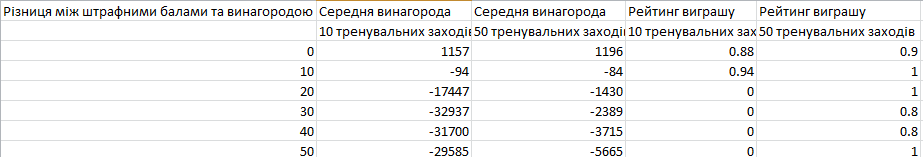 Різниця між штрафними балами та винагородою Середня винагорода Середня винагорода Рейтинг виграшу Рейтинг виграшу
10 тренувальних заходів 50 тренувальних заходів 10 тренувальних зах 50 тренувальних заходів
0 1157 1196 0.88 0.9
10 -94 -84 0.94 1
20 -17447 -1430 0 1
30 -32937 -2389 0 0.8
40 -31700 -3715 0 0.8
50 -29585 -5665 0 1